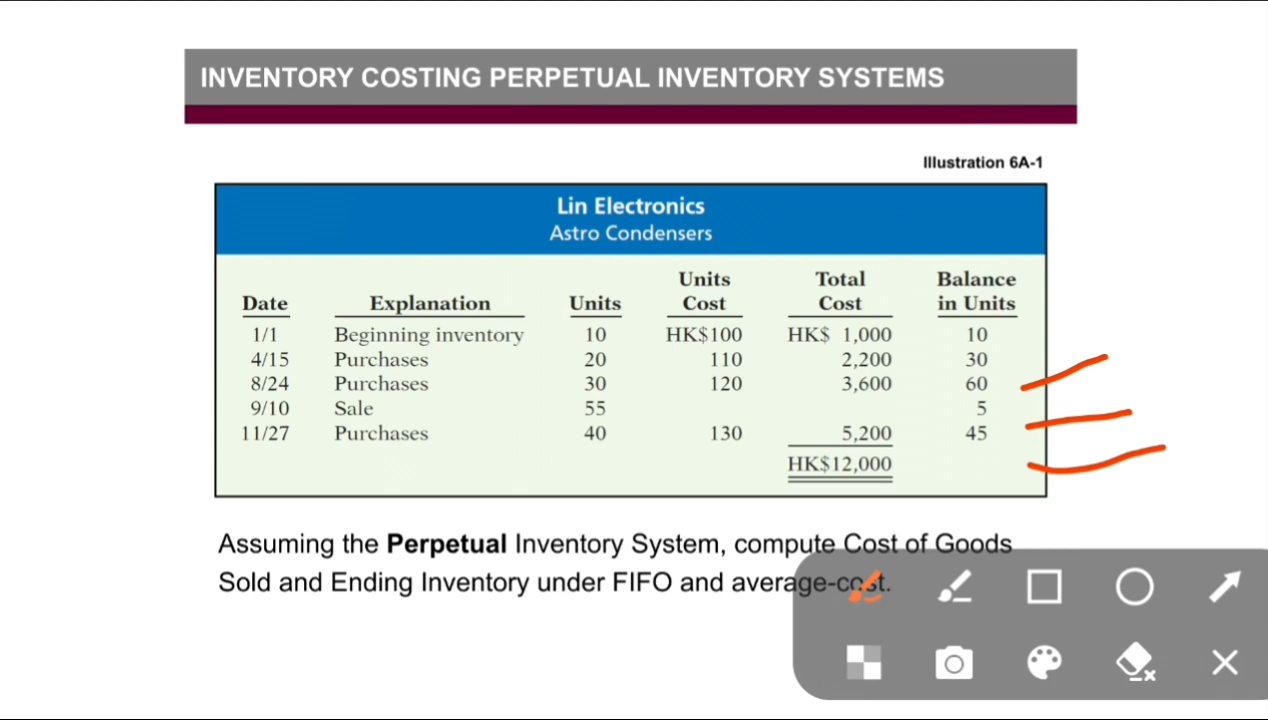 INVENTORY COSTING PERPETUAL INVENTORY SYSTEMS
Illustration 6A-1
Lin Electronics
Astro Condensers
Units Total Balance
Date Explanation Units Cost Cost in Units
1/1 Beginning inventory 10 HK$100 HK$ 1,000 10
4/15 Purchases 20 110 2,200 30
8/24 Purchases 30 120 3,600 60
9/10 Sale 55 5
11/27 Purchases 40 130 5,200 45
HK$12,000
Assuming the Perpetual Inventory System, compute Cost of Goods
Sold and Ending Inventory under FIFO and average-cost.